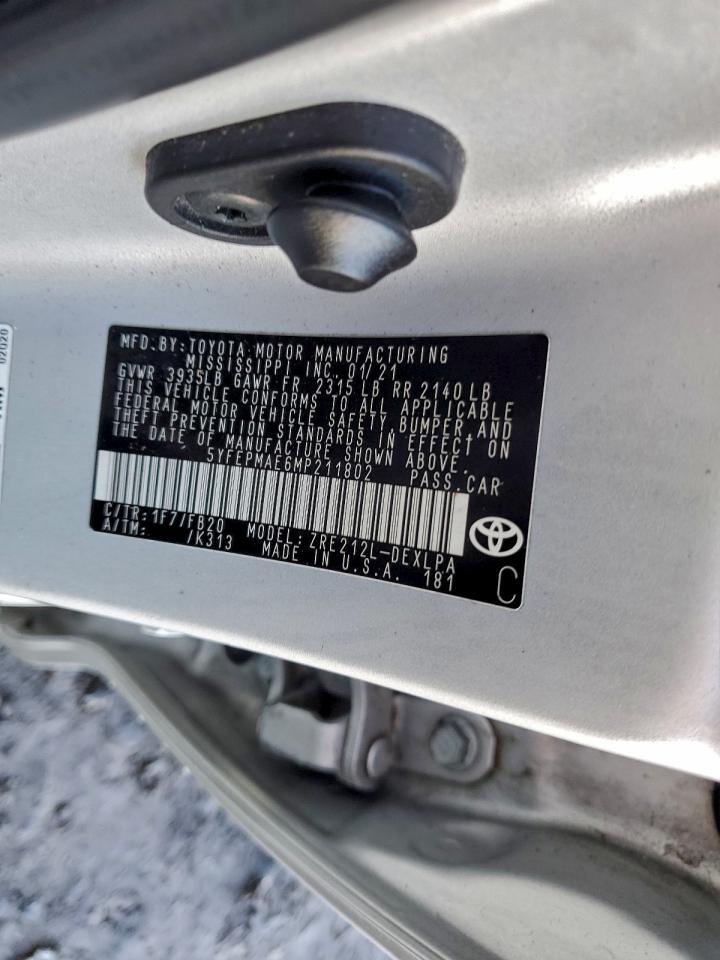 MFD.BY:TOYOTA MOTOR MANUFACTURING
MISSISSIPPI INC. 01/21
GVWR 3935LB GAWR FR 2315 LB RR 2140 LB
THIS VEHICLE CONFORMS TO ALL APPLICABLE
FEDERAL MOTOR VEHICLE SAFETY, BUMPER AND
THEFT PREVENTION STANDARDS IN EFFECT ON
THE DATE OF MANUFACTURE SHOWN ABOVE.
5YFEPMAE6MP211802 PASS.CAR
C/TR:1F7/FB20 MODEL:ZRE212L-DEXLPA
A/TM: /K313 MADE IN U.S.A. 181
C
02U20